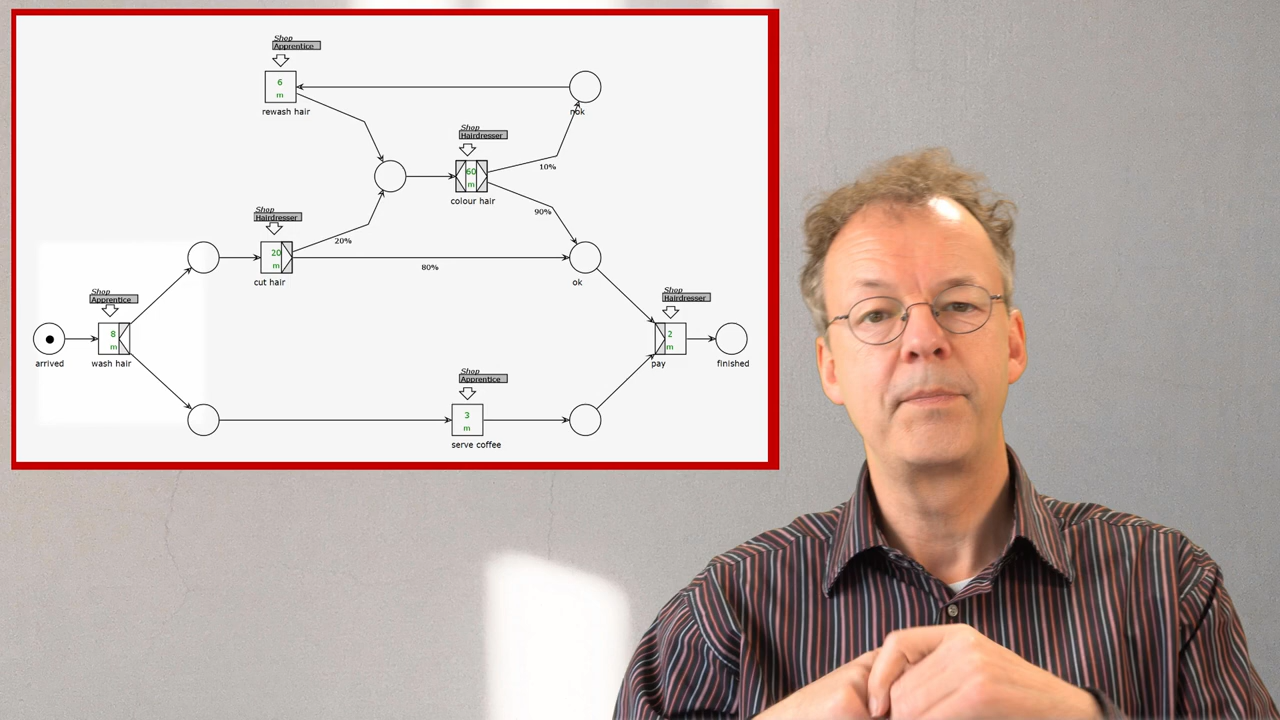 Shop
Apprentice
6
m
rewash hair
nok
Shop
Hairdresser
60
m
colour hair
10%
90%
Shop
Hairdresser
20
m
cut hair
20%
80%
ok
Shop
Apprentice
8
m
arrived
wash hair
Shop
Hairdresser
2
m
pay
finished
Shop
Apprentice
3
m
serve coffee